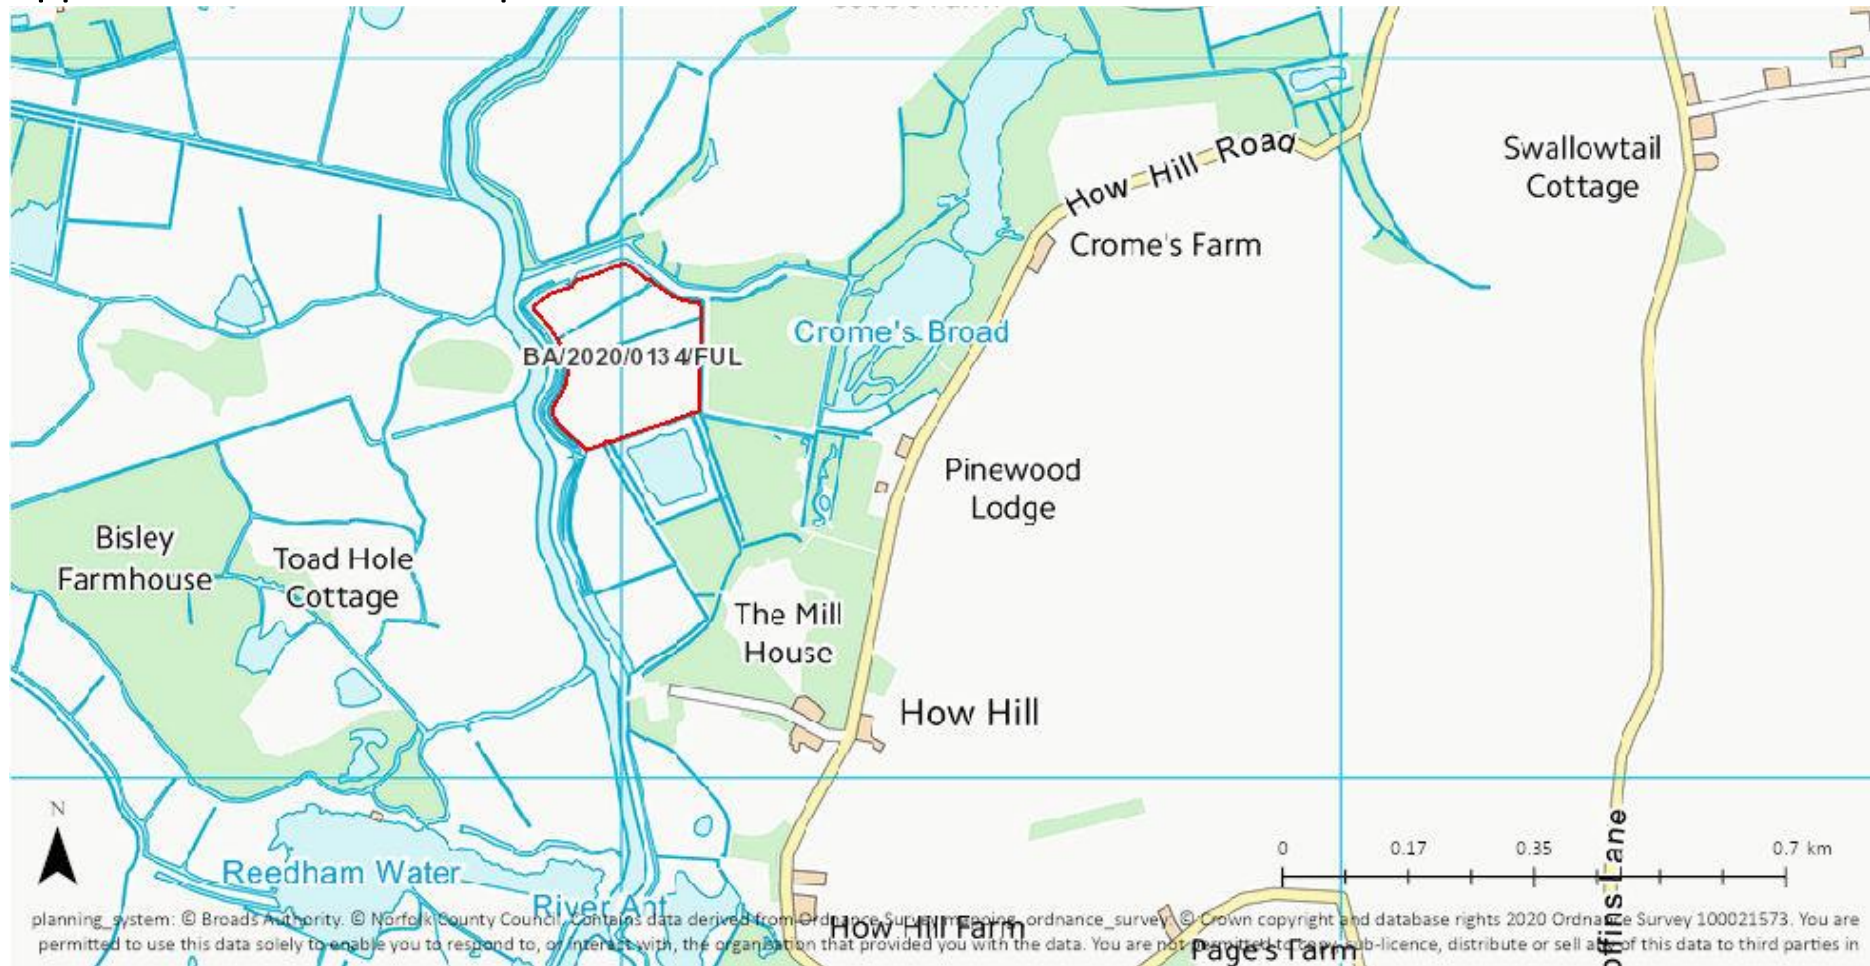 How Hill Road
Swallowtail
Cottage
Crome's Farm
Crome's Broad
BA/2020/0134/FUL
Pinewood
Lodge
Bisley
Farmhouse
Toad Hole
Cottage
The Mill
House
How Hill
N
0 0.17 0.35 0.7 km
Reedham Water
River Ant
How Hill Farm
Page's Farm
offins Lane
planning_system: © Broads Authority. © Norfolk County Council. Contains data derived from Ordnance Survey mapping. ordnance_survey: © Crown copyright and database rights 2020 Ordnance Survey 100021573. You are
permitted to use this data solely to enable you to respond to, or interact with, the organisation that provided you with the data. You are not permitted to copy, sub-licence, distribute or sell any of this data to third parties in